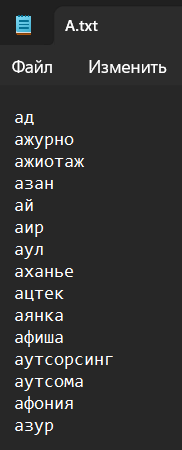 A.txt
Файл Изменить
ад
ажурно
ажиотаж
азан
ай
аир
аул
аханье
ацтек
аянка
афиша
аутсорсинг
аутсома
афония
азур